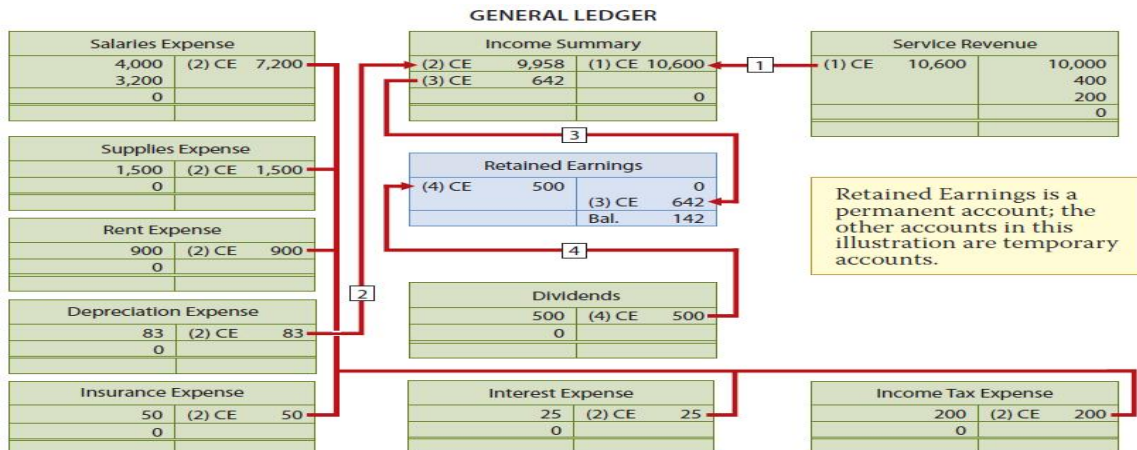 GENERAL LEDGER
Salaries Expense
4,000 (2) CE 7,200
3,200
0
Supplies Expense
1,500 (2) CE 1,500
0
Rent Expense
900 (2) CE 900
0
Depreciation Expense
83 (2) CE 83
0
Insurance Expense
50 (2) CE 50
0
2
Income Summary
(2) CE 9,958 (1) CE 10,600
(3) CE 642
0
1
3
Retained Earnings
(4) CE 500 0
(3) CE 642
Bal. 142
4
Dividends
500 (4) CE 500
0
Interest Expense
25 (2) CE 25
0
Service Revenue
(1) CE 10,600 10,000
400
200
0
Retained Earnings is a
permanent account; the
other accounts in this
illustration are temporary
accounts.
Income Tax Expense
200 (2) CE 200
0